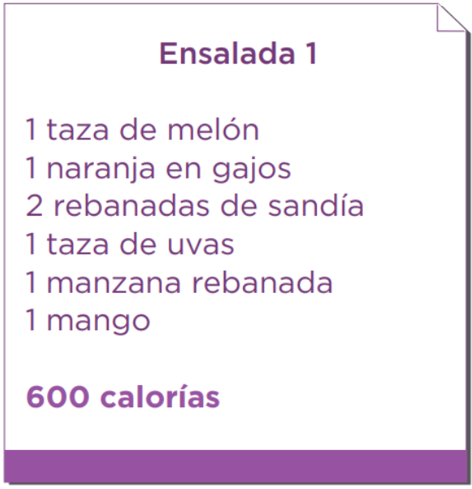 Ensalada 1
1 taza de melón
1 naranja en gajos
2 rebanadas de sandía
1 taza de uvas
1 manzana rebanada
1 mango
600 calorías